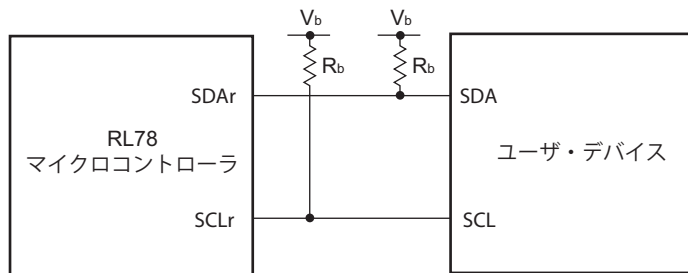 Vb Vb
Rb Rb
SDAr SDA
RL78
マイクロコントローラ
ユーザ・デバイス
SCLr SCL